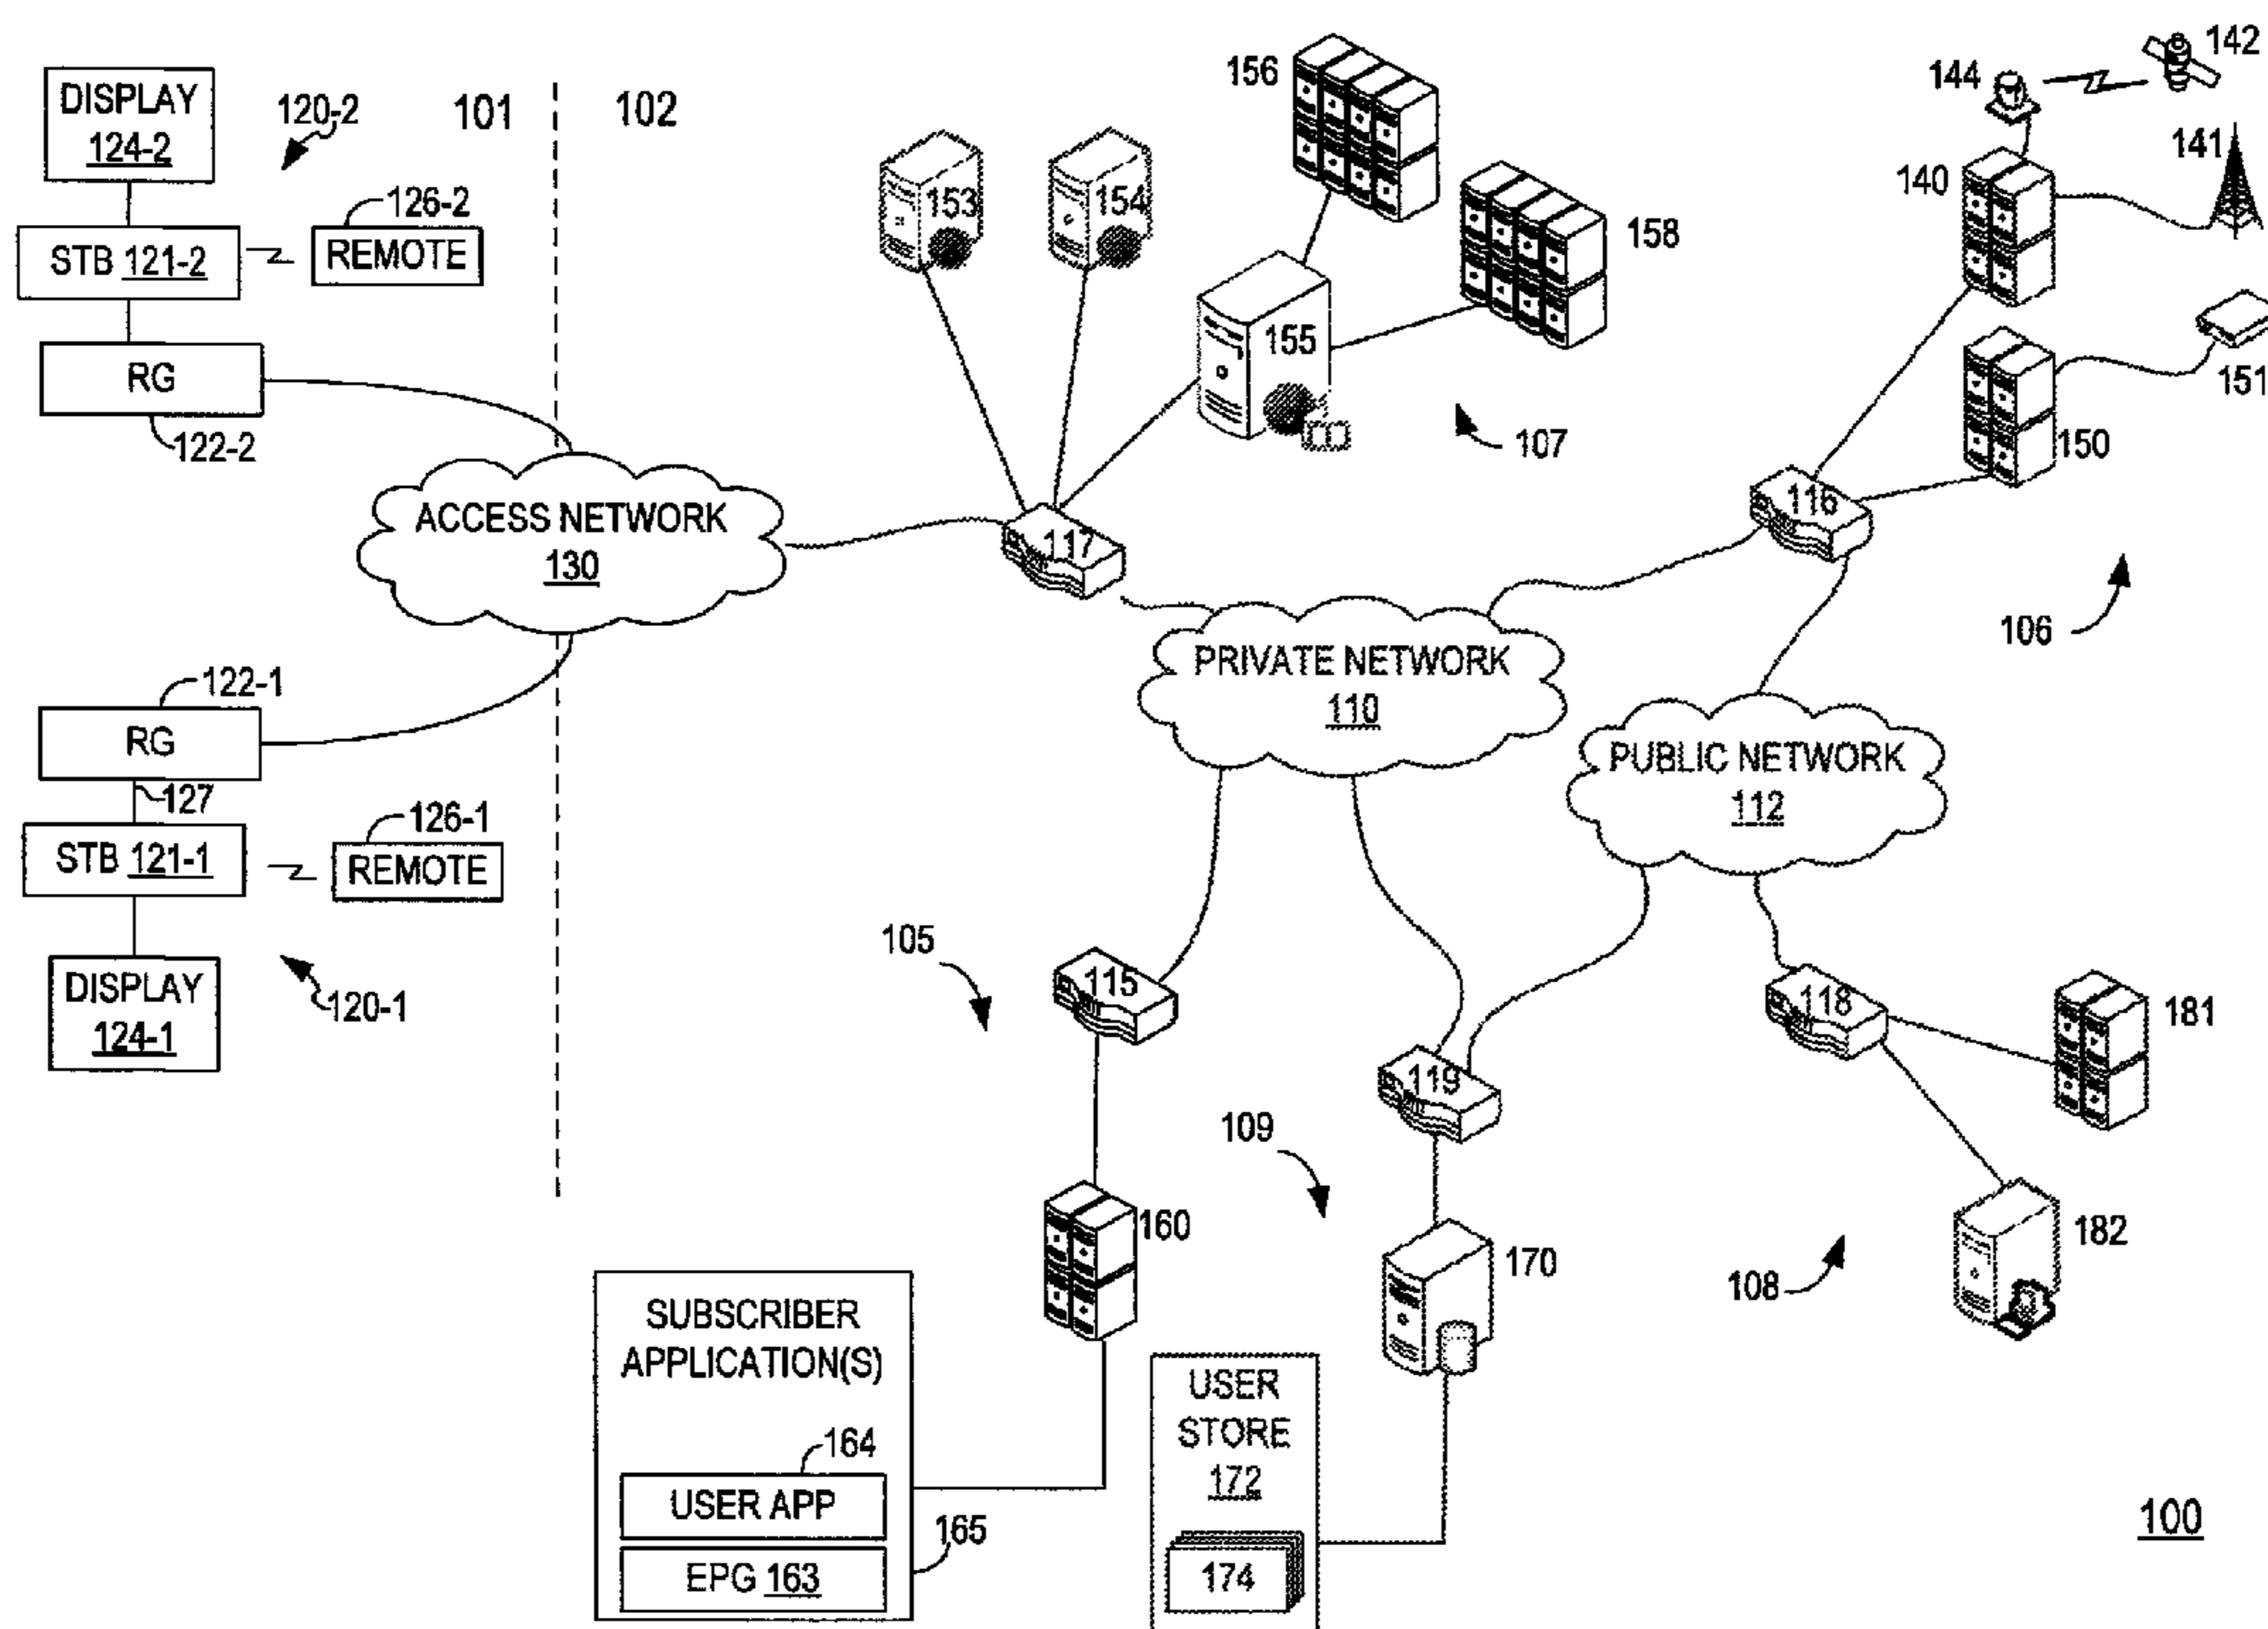 DISPLAY
124-2
120-2
101
102
STB 121-2
126-2
REMOTE
RG
122-2
ACCESS NETWORK
130
122-1
RG
127
126-1
STB 121-1
REMOTE
DISPLAY
124-1
120-1
153
154
156
158
155
107
117
144
142
140
141
151
150
116
106
PRIVATE NETWORK
110
PUBLIC NETWORK
112
105
115
119
118
181
109
160
170
108
182
SUBSCRIBER
APPLICATION(S)
164
USER APP
165
EPG 163
USER
STORE
172
174
100